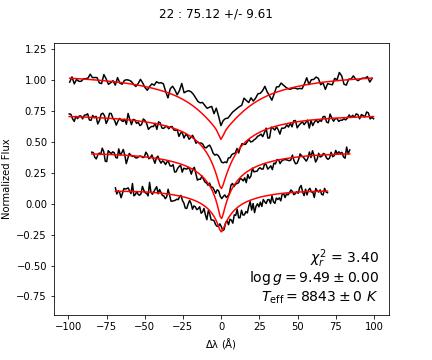 22 : 75.12 +/- 9.61
1.25
1.00
0.75
0.50
0.25
0.00
−0.25
−0.50
−0.75
Normalized Flux
χ²ᵣ = 3.40
log g = 9.49 ± 0.00
T_eff = 8843 ± 0 K
−100 −75 −50 −25 0 25 50 75 100
Δλ (Å)